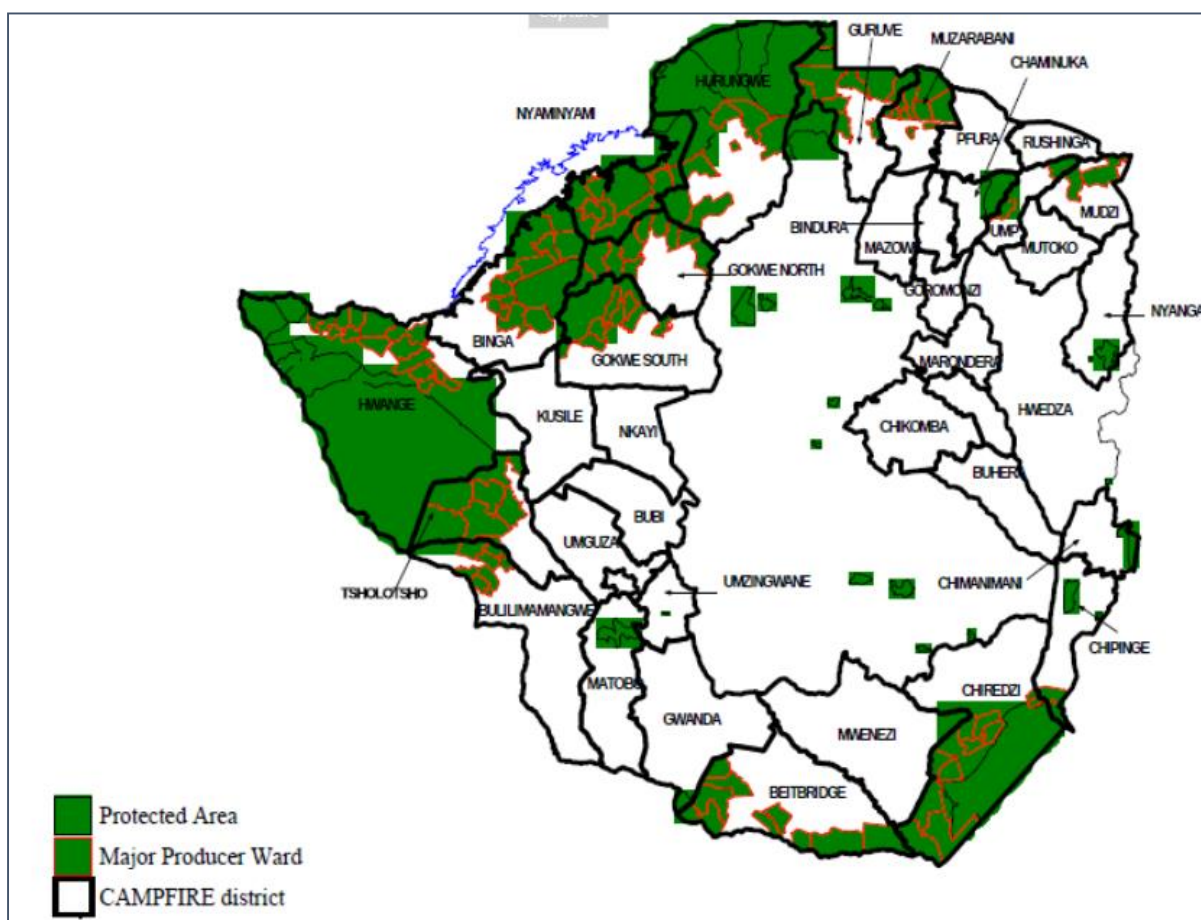 Capture
GURUVE
MUZARABANI
CHAMINUKA
HURUNGWE
NYAMINYAMI
PFURA
RUSHINGA
MUDZI
BINDURA
UMP
MAZOW
MUTOKO
GOKWE NORTH
GOROMONZI
NYANGA
BINGA
GOKWE SOUTH
MARONDERA
HWANGE
KUSILE
HWEDZA
NKAYI
CHIKOMBA
BUHERA
BUBI
UMGUZA
UMZINGWANE
CHIMANIMANI
TSHOLOTSHO
BULILIMAMANGWE
CHIPINGE
MATOBO
CHIREDZI
GWANDA
MWENEZI
BEITBRIDGE
Protected Area
Major Producer Ward
CAMPFIRE district